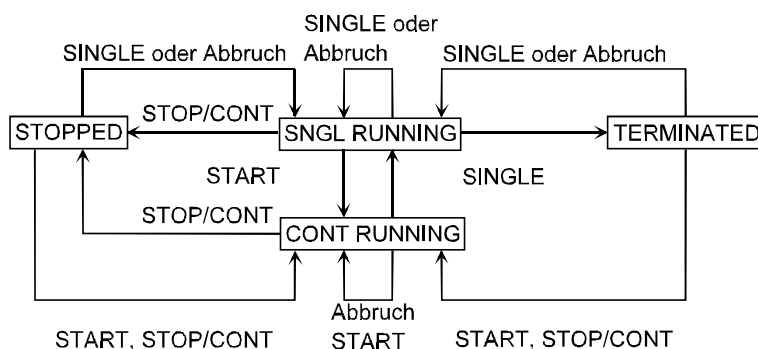 SINGLE oder
SINGLE oder Abbruch
Abbruch
SINGLE oder Abbruch
STOP/CONT
STOPPED
SNGL RUNNING
TERMINATED
START
SINGLE
STOP/CONT
CONT RUNNING
Abbruch
START, STOP/CONT
START
START, STOP/CONT